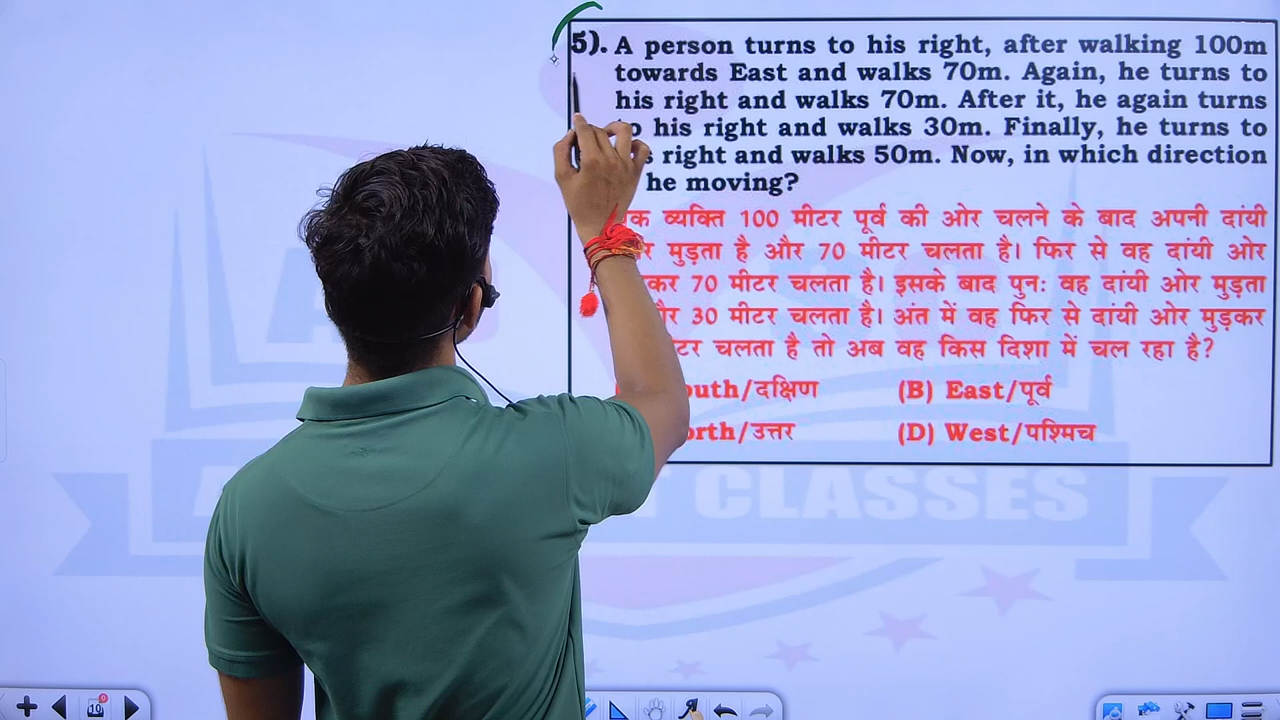 5). A person turns to his right, after walking 100m
towards East and walks 70m. Again, he turns to
his right and walks 70m. After it, he again turns
his right and walks 30m. Finally, he turns to
right and walks 50m. Now, in which direction
he moving?
व्यक्ति 100 मीटर पूर्व की ओर चलने के बाद अपनी दांयी
मुड़ता है और 70 मीटर चलता है। फिर से वह दांयी ओर
70 मीटर चलता है। इसके बाद पुनः वह दांयी ओर मुड़ता
30 मीटर चलता है। अंत में वह फिर से दांयी ओर मुड़कर
चलता है तो अब वह किस दिशा में चल रहा है?
दक्षिण (B) East/पूर्व
उत्तर (D) West/पश्मिच
CLASSES
10